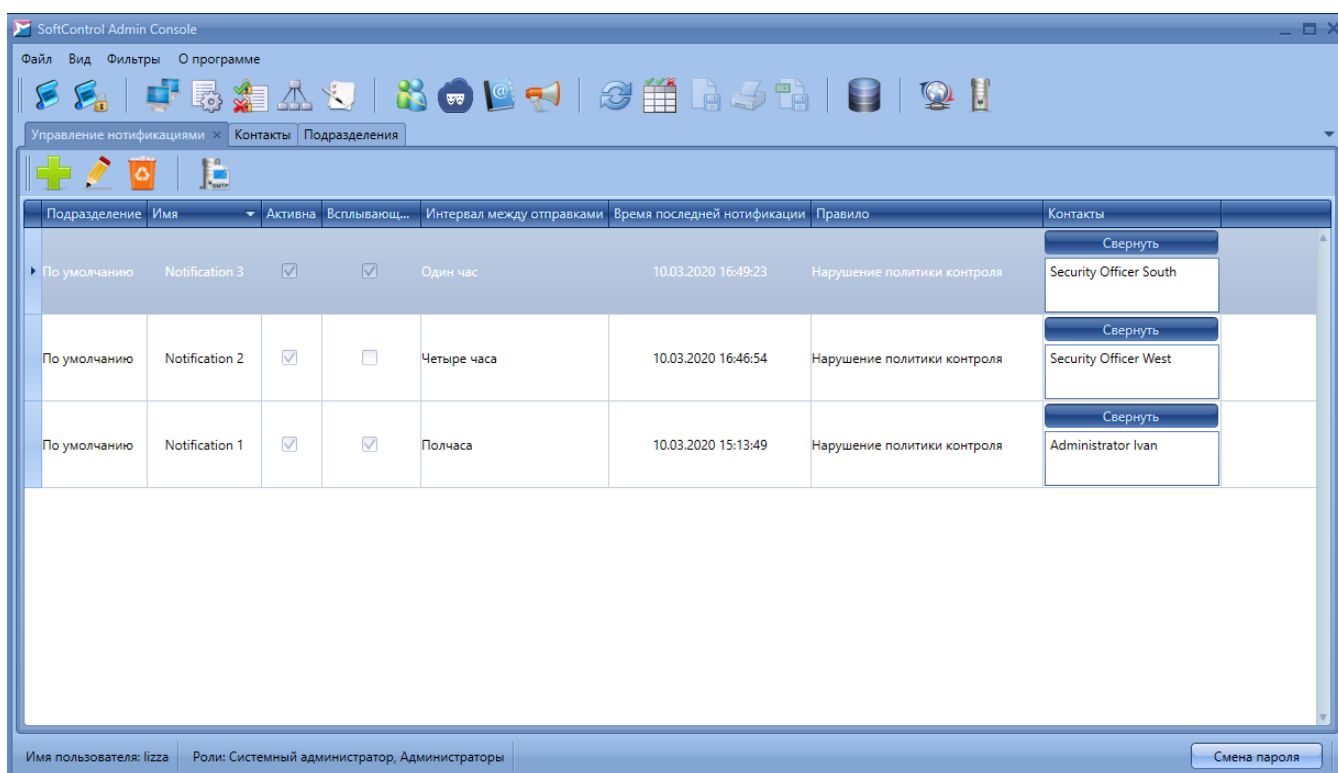 SoftControl Admin Console
Файл Вид Фильтры О программе
Управление нотификациями × Контакты Подразделения
SMTP
Подразделение Имя Активна Всплывающ... Интервал между отправками Время последней нотификации Правило Контакты
Свернуть
По умолчанию Notification 3 Один час 10.03.2020 16:49:23 Нарушение политики контроля Security Officer South
Свернуть
По умолчанию Notification 2 Четыре часа 10.03.2020 16:46:54 Нарушение политики контроля Security Officer West
Свернуть
По умолчанию Notification 1 Полчаса 10.03.2020 15:13:49 Нарушение политики контроля Administrator Ivan
Имя пользователя: lizza Роли: Системный администратор, Администраторы Смена пароля